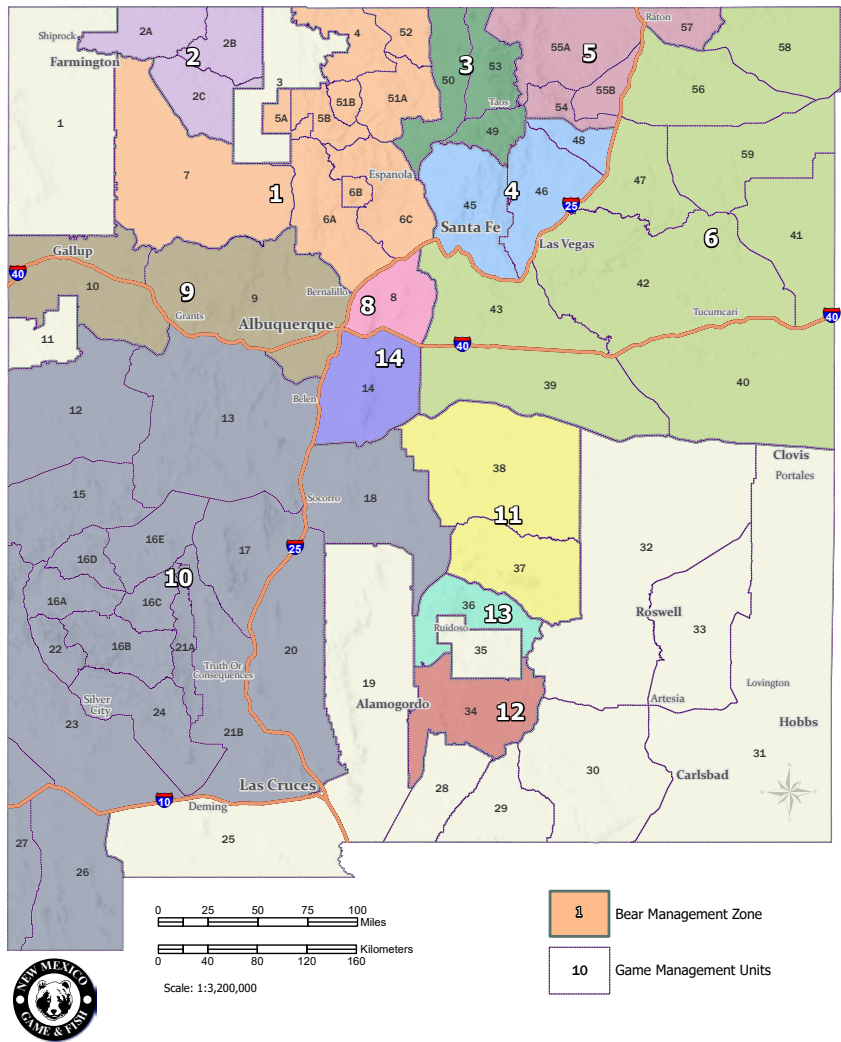 Raton
57
2A
4
52
58
Shiprock
2B
55A
5
2
Farmington
3
53
3
50
56
55B
2C
51B
51A
Taos
54
5A
5B
1
49
48
59
Espanola
7
47
6B
46
4
1
45
25
6A
6C
Santa Fe
41
6
Las Vegas
Gallup
40
42
10
9
Bernalillo
8
9
8
43
Grants
Tucumcari
40
Albuquerque
11
40
14
39
40
14
Belen
12
13
38
Clovis
Portales
15
18
Socorro
11
16E
32
17
25
16D
37
10
16A
16C
36
13
Roswell
Ruidoso
33
16B
21A
22
20
35
Truth Or
Consequences
19
Lovington
Silver
City
Artesia
Alamogordo
24
34
12
23
Hobbs
21B
31
30
Carlsbad
Las Cruces
28
10
Deming
29
25
27
26
0
25
50
75
100
Miles
1
Bear Management Zone
Kilometers
0
40
80
120
160
10
Game Management Units
Scale: 1:3,200,000
NEW MEXICO
GAME & FISH